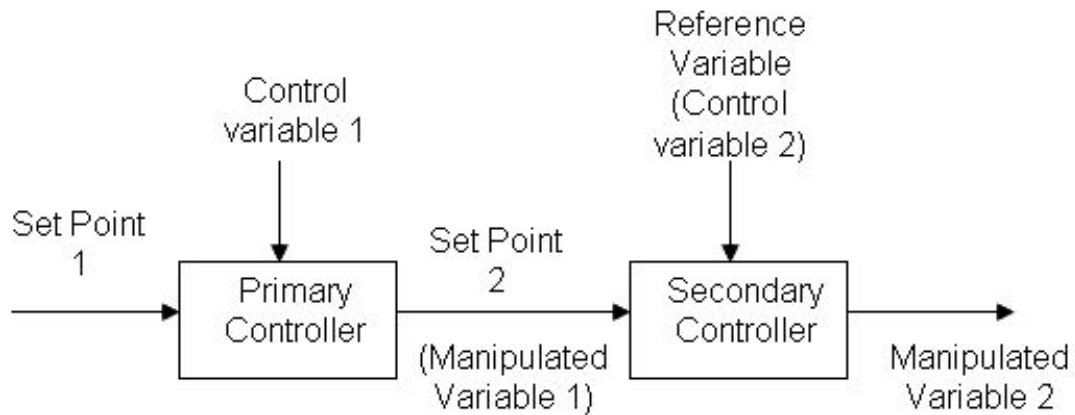 Control
variable 1
Reference
Variable
(Control
variable 2)
Set Point
1
Primary
Controller
Set Point
2
(Manipulated
Variable 1)
Secondary
Controller
Manipulated
Variable 2